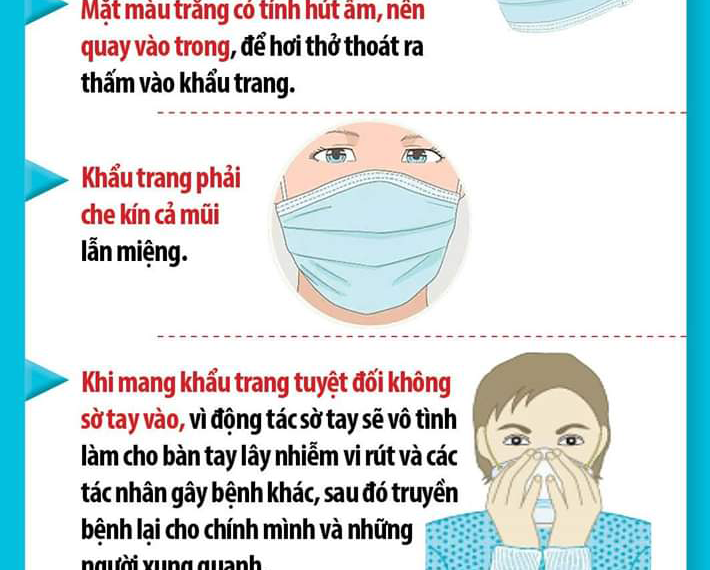 Mặt màu trắng có tính hút ẩm, nên
quay vào trong, để hơi thở thoát ra
thấm vào khẩu trang.
Khẩu trang phải
che kín cả mũi
lẫn miệng.
Khi mang khẩu trang tuyệt đối không
sờ tay vào, vì động tác sờ tay sẽ vô tình
làm cho bàn tay lây nhiễm vi rút và các
tác nhân gây bệnh khác, sau đó truyền
bệnh lại cho chính mình và những
người xung quanh.